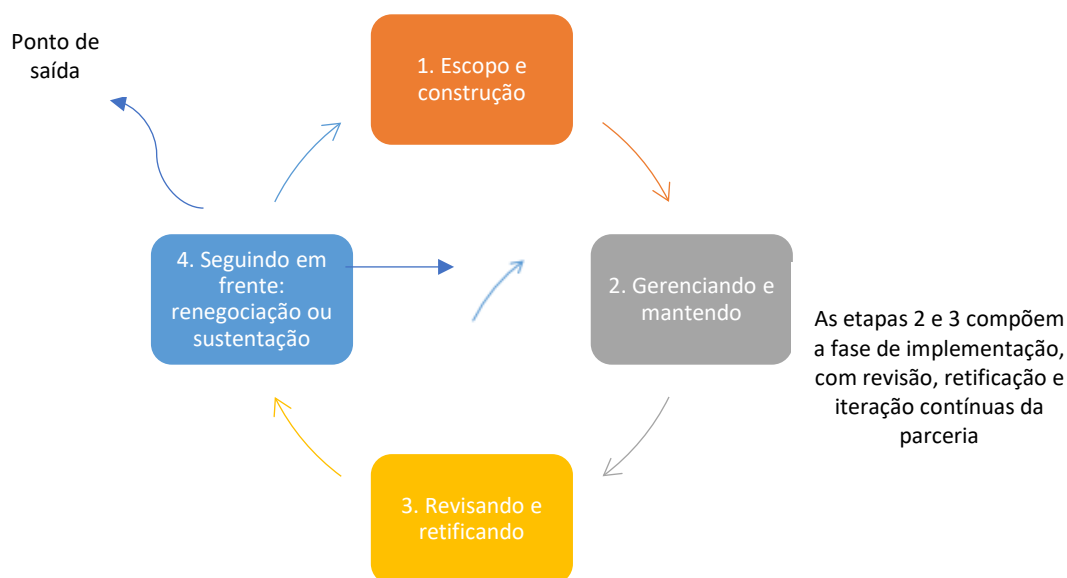 Ponto de
saída
1. Escopo e
construção
4. Seguindo em
frente:
renegociação ou
sustentação
2. Gerenciando e
mantendo
As etapas 2 e 3 compõem
a fase de implementação,
com revisão, retificação e
iteração contínuas da
parceria
3. Revisando e
retificando